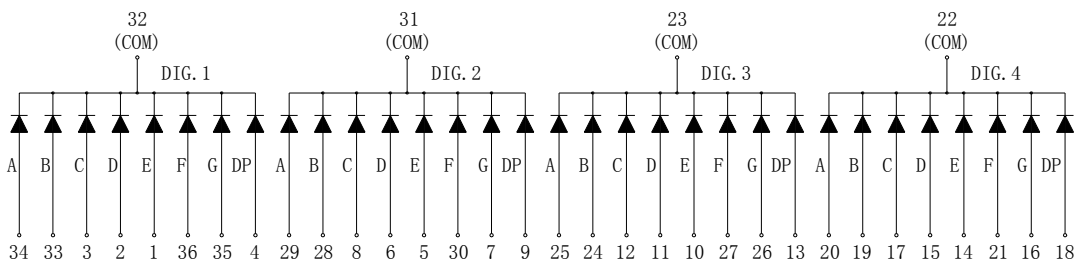 32 31 23 22
(COM) (COM) (COM) (COM)
DIG.1 DIG.2 DIG.3 DIG.4
A B C D E F G DP A B C D E F G DP A B C D E F G DP A B C D E F G DP
34 33 3 2 1 36 35 4 29 28 8 6 5 30 7 9 25 24 12 11 10 27 26 13 20 19 17 15 14 21 16 18